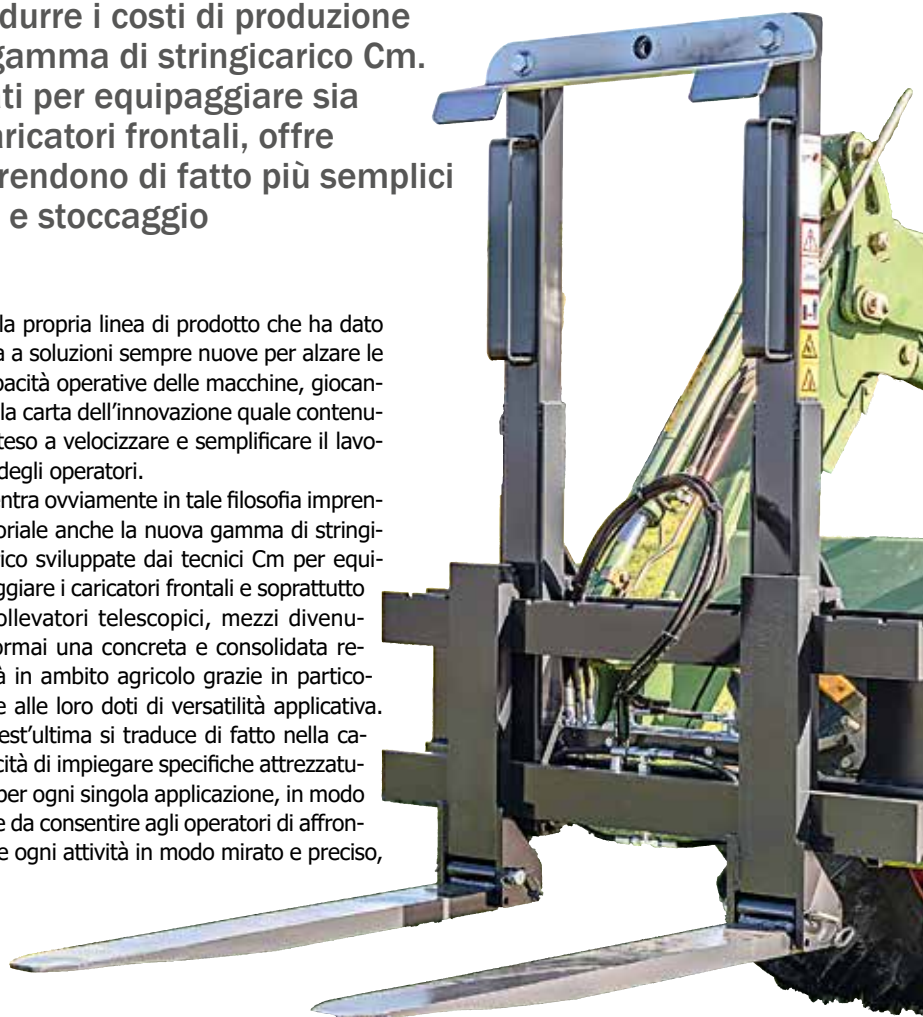 durre i costi di produzione
gamma di stringicarico Cm.
ti per equipaggiare sia
aricatori frontali, offre
rendono di fatto più semplici
e stoccaggio
la propria linea di prodotto che ha dato
a a soluzioni sempre nuove per alzare le
pacità operative delle macchine, giocan-
la carta dell’innovazione quale contenu-
teso a velocizzare e semplificare il lavo-
degli operatori.
entra ovviamente in tale filosofia impren-
oriale anche la nuova gamma di stringi-
rico sviluppate dai tecnici Cm per equi-
ggiare i caricatori frontali e soprattutto
ollevatori telescopici, mezzi divenu-
ormai una concreta e consolidata re-
à in ambito agricolo grazie in partico-
e alle loro doti di versatilità applicativa.
est’ultima si traduce di fatto nella ca-
cità di impiegare specifiche attrezzatu-
per ogni singola applicazione, in modo
e da consentire agli operatori di affron-
e ogni attività in modo mirato e preciso,